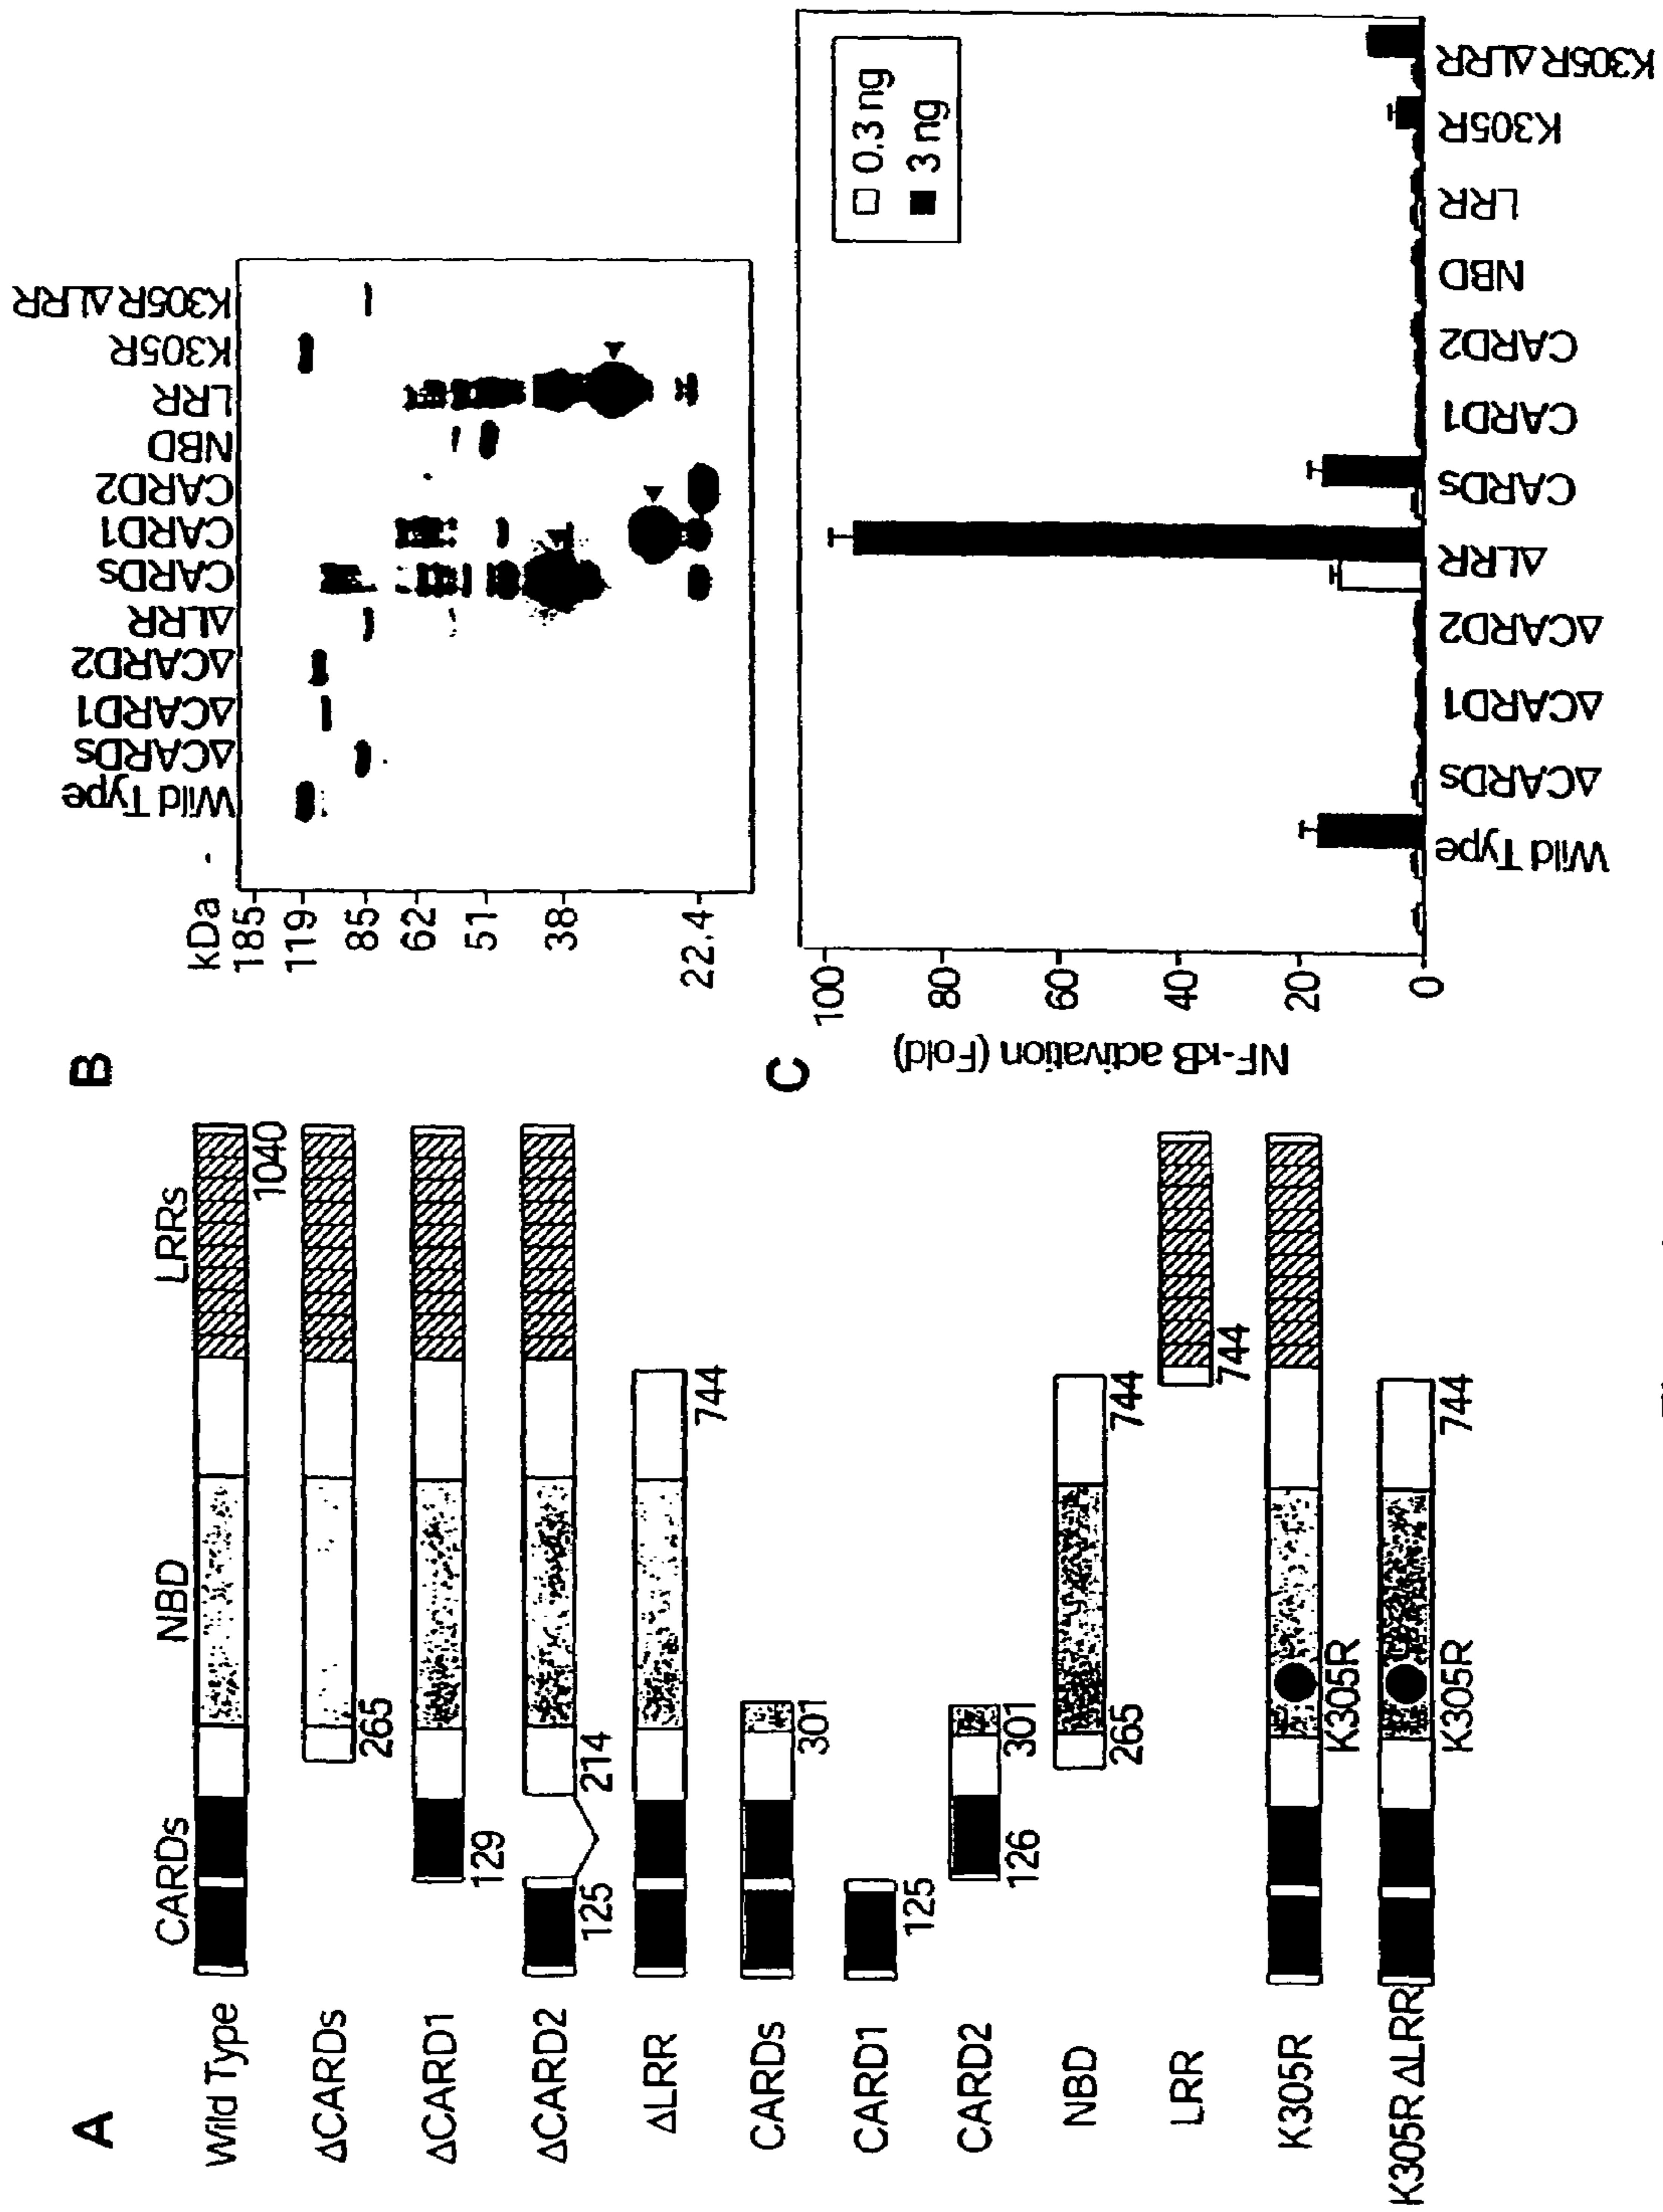 A
CARDs NBD LRRs
Wild Type 1040
ΔCARDs 265
ΔCARD1 129
ΔCARD2 125 214
ΔLRR 744
CARDs 301
CARD1 125
CARD2 126 301
NBD 265 744
LRR 744
K305R K305R
K305R ΔLRR K305R 744
B
kDa
185
119
85
62
51
38
22.4
-
Wild Type
ΔCARDs
ΔCARD1
ΔCARD2
ΔLRR
CARDs
CARD1
CARD2
NBD
LRR
K305R
K305R ΔLRR
C
NF-κB activation (Fold)
100
80
60
40
20
0
0.3 ng
3 ng
-
Wild Type
ΔCARDs
ΔCARD1
ΔCARD2
ΔLRR
CARDs
CARD1
CARD2
NBD
LRR
K305R
K305R ΔLRR